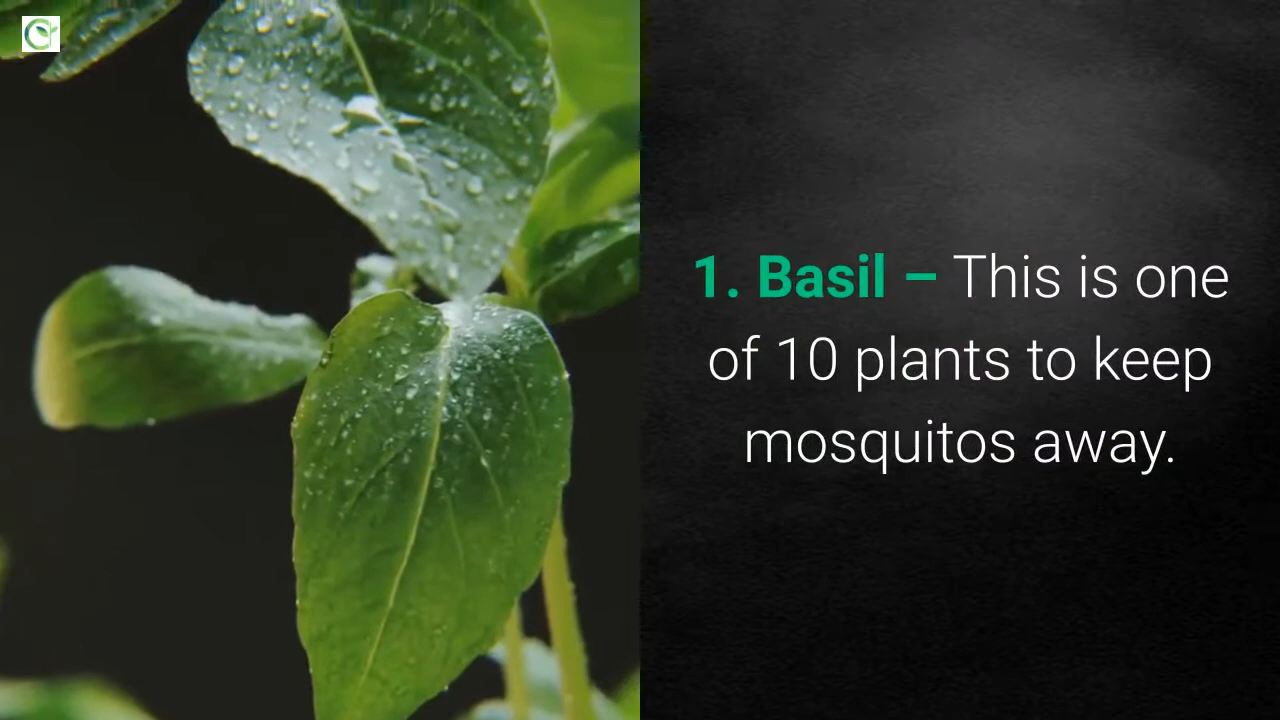 1. Basil – This is one
of 10 plants to keep
mosquitos away.